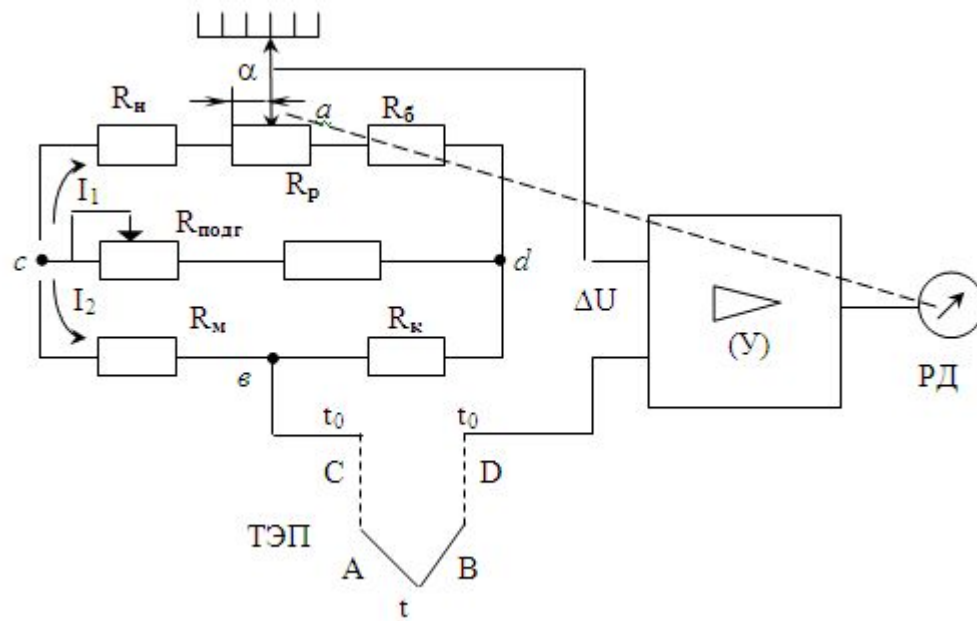 α
Rн
a
Rб
Rр
I₁
Rподг
c
d
I₂
Rм
Rк
ΔU
(У)
в
РД
t₀
t₀
C
D
ТЭП
A
B
t